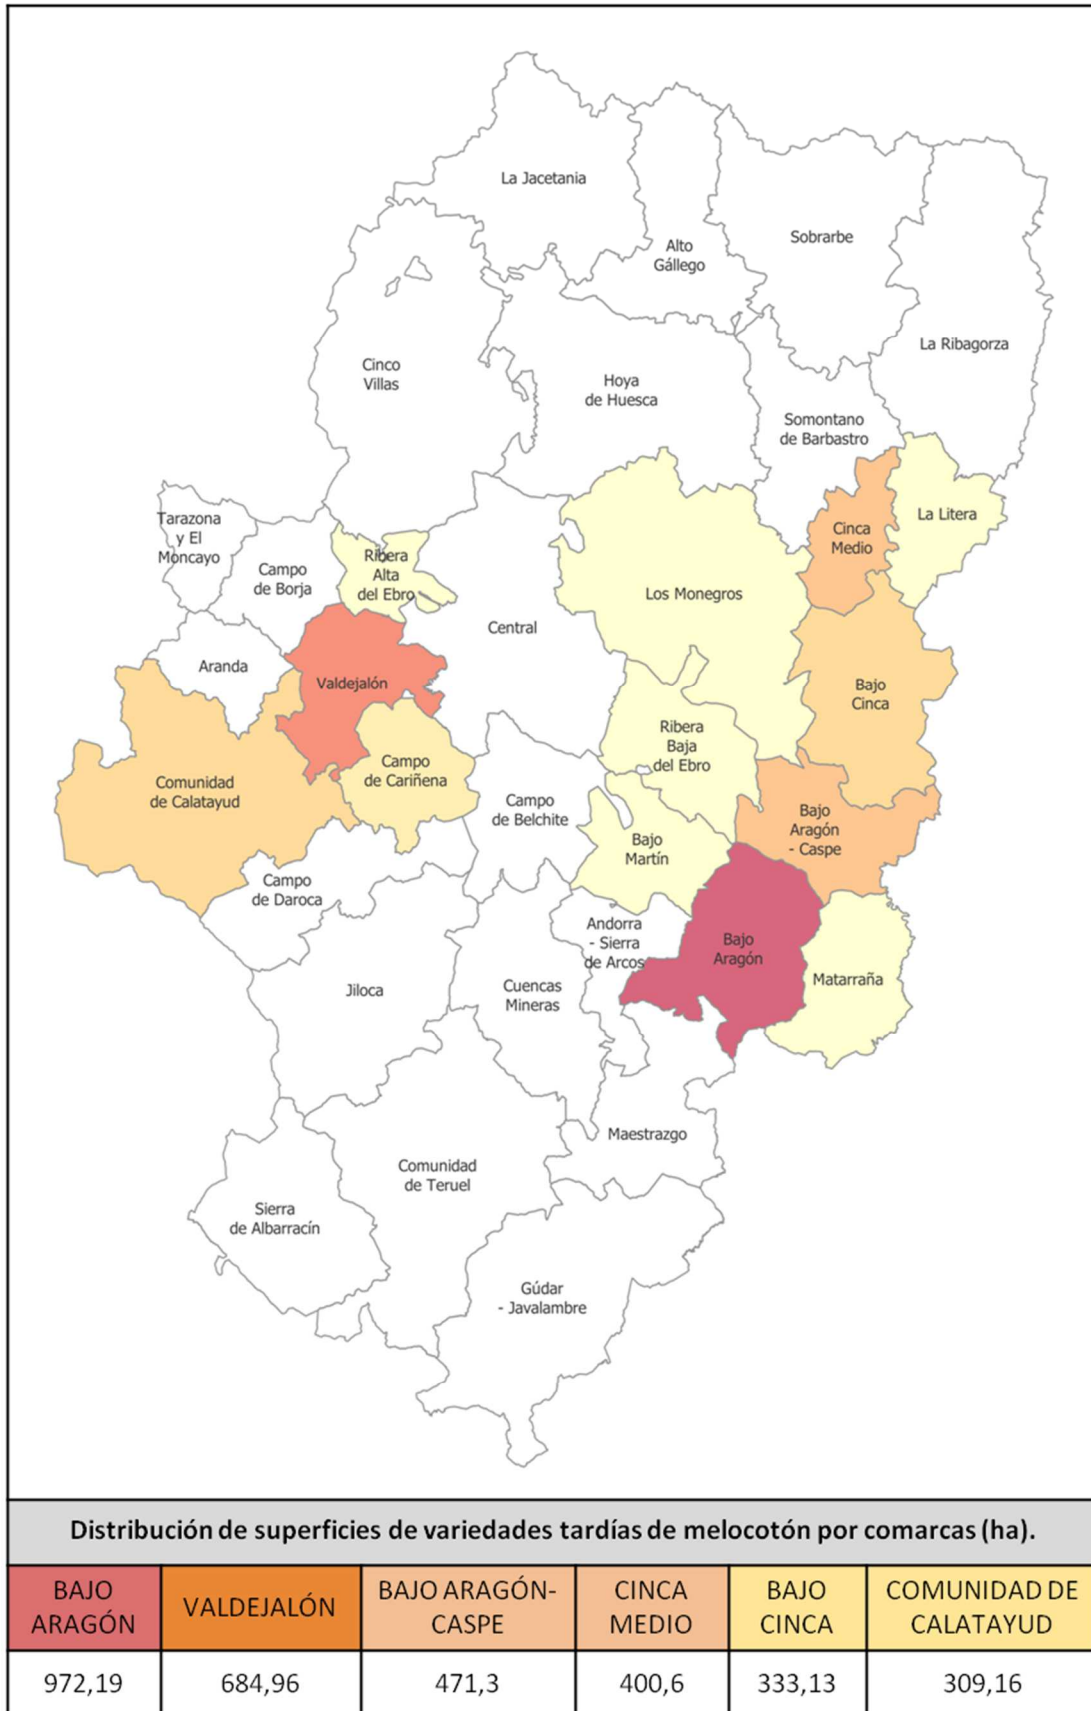 La Jacetania
Alto
Gállego
Sobrarbe
La Ribagorza
Cinco
Villas
Hoya
de Huesca
Somontano
de Barbastro
Tarazona
y El
Moncayo
Campo
de Borja
Ribera
Alta
del Ebro
Cinca
Medio
La Litera
Los Monegros
Central
Aranda
Valdejalón
Bajo
Cinca
Ribera
Baja
del Ebro
Comunidad
de Calatayud
Campo
de Cariñena
Campo
de Belchite
Bajo
Aragón
- Caspe
Bajo
Martín
Campo
de Daroca
Andorra
- Sierra
de Arcos
Bajo
Aragón
Matarraña
Jiloca
Cuencas
Mineras
Maestrazgo
Comunidad
de Teruel
Sierra
de Albarracín
Gúdar
- Javalambre
Distribución de superficies de variedades tardías de melocotón por comarcas (ha).
BAJO
ARAGÓN
VALDEJALÓN
BAJO ARAGÓN-
CASPE
CINCA
MEDIO
BAJO
CINCA
COMUNIDAD DE
CALATAYUD
972,19
684,96
471,3
400,6
333,13
309,16